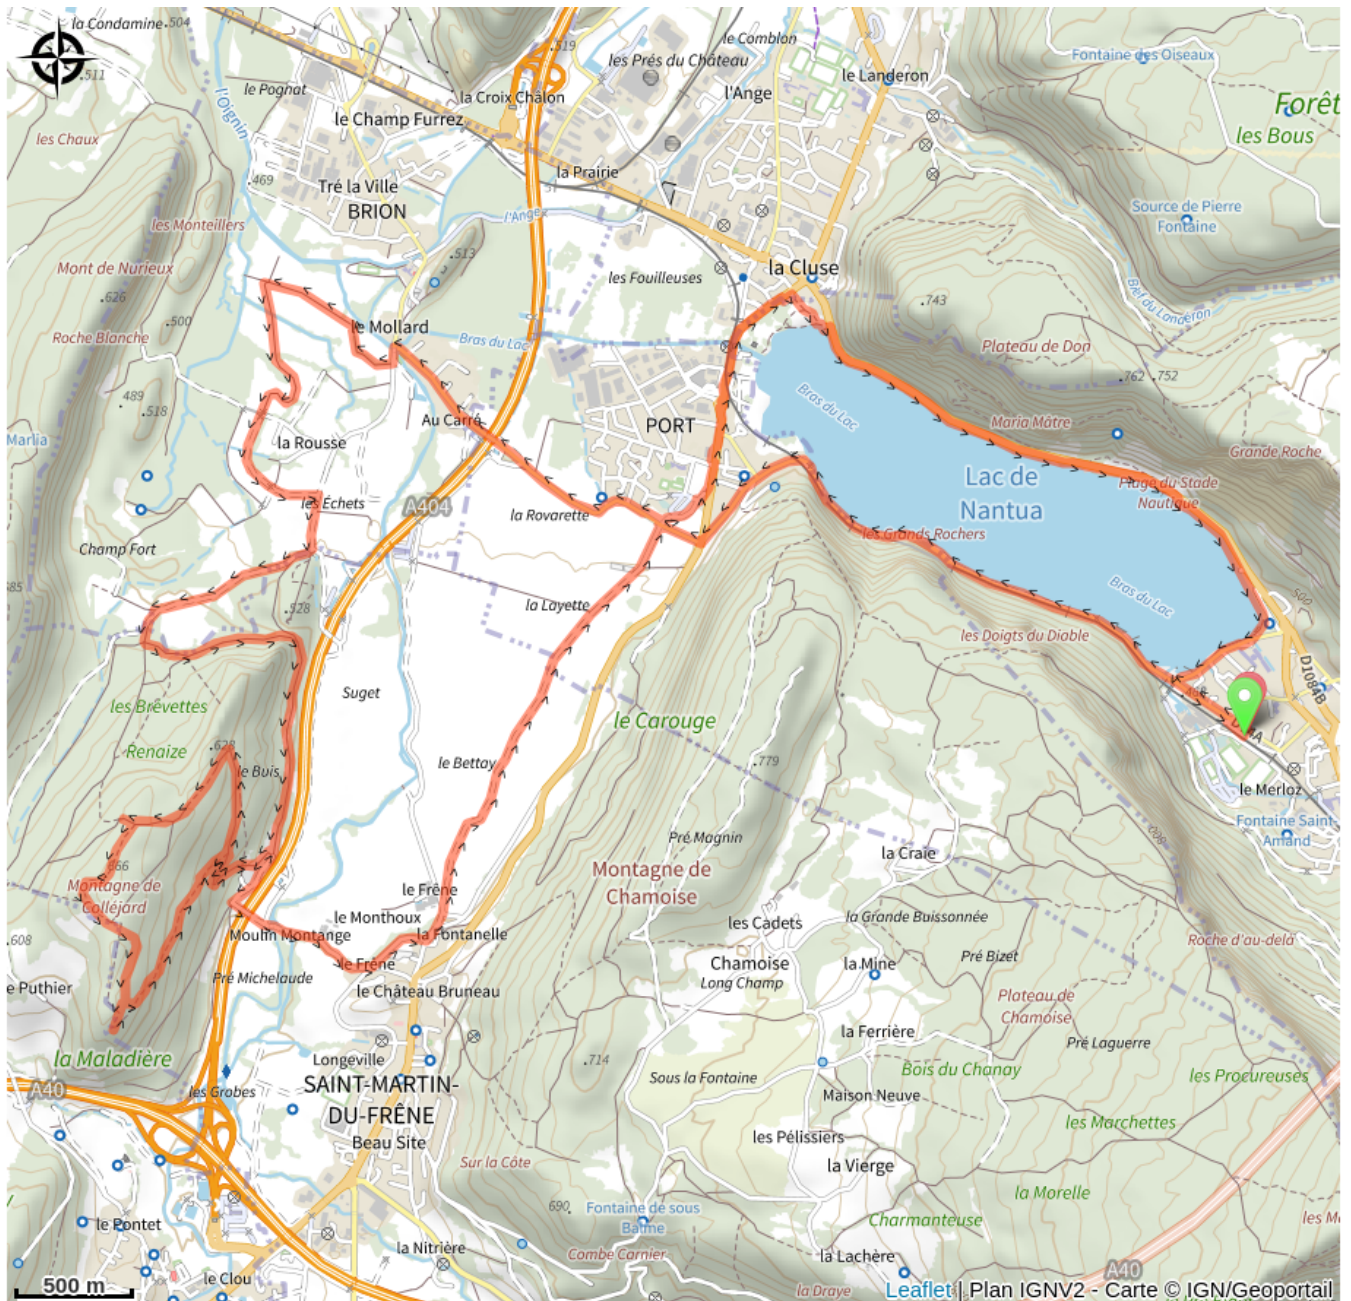 la Condamine
504
519
le Comblon
les Prés du Château
Fontaine des Oiseaux
511
le Pognat
la Croix Châlon
l'Ange
le Landeron
Forêt
les Bous
l'Oignin
le Champ Furrez
les Chaux
469
Tré la Ville
BRION
la Prairie
l'Ange
Source de Pierre
Fontaine
les Monteillers
513
Mont de Nurieux
626
les Fouilleuses
la Cluse
743
Bief du Landéron
500
le Mollard
Roche Blanche
Bras du Lac
Plateau de Don
762
752
489
518
Bras du Lac
Marlia
Au Carré
PORT
Maria Mâtre
la Rousse
Grande Roche
Lac de
Nantua
Plage du Stade
Nautique
les Échets
A404
la Rovarette
les Grands Rochers
Champ Fort
585
528
la Layette
Bras du Lac
500
les Doigts du Diable
D1084B
les Brévettes
Suget
le Carouge
Renaize
628
le Buis
le Bettay
779
le Merloz
Fontaine Saint-
Amand
Pré Magnin
800
la Craie
Montagne de
Colléjard
Montagne de
Chamoise
le Frêne
le Monthoux
la Fontanelle
les Cadets
la Grande Buissonnée
608
Moulin Montange
Roche d'au-delà
le Frêne
Chamoise
la Mine
Pré Bizet
Pré Michelaude
Long Champ
e Puthier
le Château Bruneau
Plateau de
Chamoise
la Ferrière
Pré Laguerre
la Maladière
Longeville
714
A40
les Grobes
SAINT-MARTIN-
DU-FRÊNE
Sous la Fontaine
Bois du Chanay
les Procureuses
Maison Neuve
les Marchettes
Beau Site
les Pélissiers
Sur la Côte
la Vierge
la Morelle
690
Fontaine de sous
Balme
Charmanteuse
le Pontet
la Nitrière
Combe Carnier
la Lachère
A40
le Clou
500 m
la Draye
Leaflet | Plan IGNV2 - Carte © IGN/Geoportail